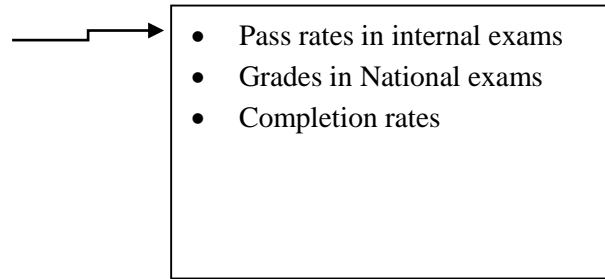 • Pass rates in internal exams
• Grades in National exams
• Completion rates